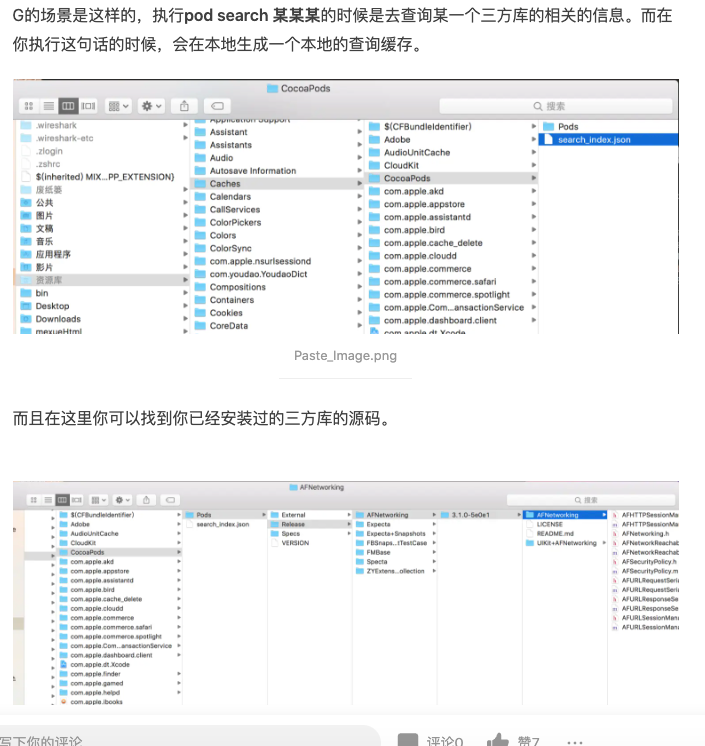 G的场景是这样的，执行pod search 某某某的时候是去查询某一个三方库的相关的信息。而在
你执行这句话的时候，会在本地生成一个本地的查询缓存。
CocoaPods
搜索
.wireshark
.wireshark-etc
.zlogin
.zshrc
$(inherited) MIX...PP_EXTENSION}
废纸篓
公共
图片
文稿
音乐
应用程序
影片
资源库
bin
Desktop
Downloads
mexueHtml
Application Support
Assistant
Assistants
Audio
Autosave Information
Caches
Calendars
CallServices
ColorPickers
Colors
ColorSync
com.apple.nsurlsessiond
com.youdao.YoudaoDict
Compositions
Containers
Cookies
CoreData
$(CFBundleIdentifier)
Adobe
AudioUnitCache
CloudKit
CocoaPods
com.apple.akd
com.apple.appstore
com.apple.assistantd
com.apple.bird
com.apple.cache_delete
com.apple.cloudd
com.apple.commerce
com.apple.commerce.safari
com.apple.commerce.spotlight
com.apple.Com...ansactionService
com.apple.dashboard.client
com.apple.dt.Xcode
Pods
search_index.json
Paste_Image.png
而且在这里你可以找到你已经安装过的三方库的源码。
AFNetworking
搜索
$(CFBundleIdentifier)
Adobe
AudioUnitCache
CloudKit
CocoaPods
com.apple.akd
com.apple.appstore
com.apple.assistantd
com.apple.bird
com.apple.cache_delete
com.apple.cloudd
com.apple.commerce
com.apple.commerce.safari
com.apple.commerce.spotlight
com.apple.Com...ansactionService
com.apple.dashboard.client
com.apple.dt.Xcode
com.apple.finder
com.apple.gamed
com.apple.helpd
com.apple.ibooks
Pods
search_index.json
External
Release
Specs
VERSION
AFNetworking
Expecta
Expecta+Snapshots
FBSnaps...tTestCase
FMBase
Specta
ZYExtens...ollection
3.1.0-5e0e1
AFNetworking
LICENSE
README.md
UIKit+AFNetworking
AFHTTPSessionMa
AFHTTPSessionMa
AFNetworking.h
AFNetworkReachab
AFNetworkReachab
AFSecurityPolicy.h
AFSecurityPolicy.m
AFURLRequestSeria
AFURLRequestSeria
AFURLResponseSe
AFURLResponseSe
AFURLSessionMana
AFURLSessionMana
写下你的评论
评论0
赞7